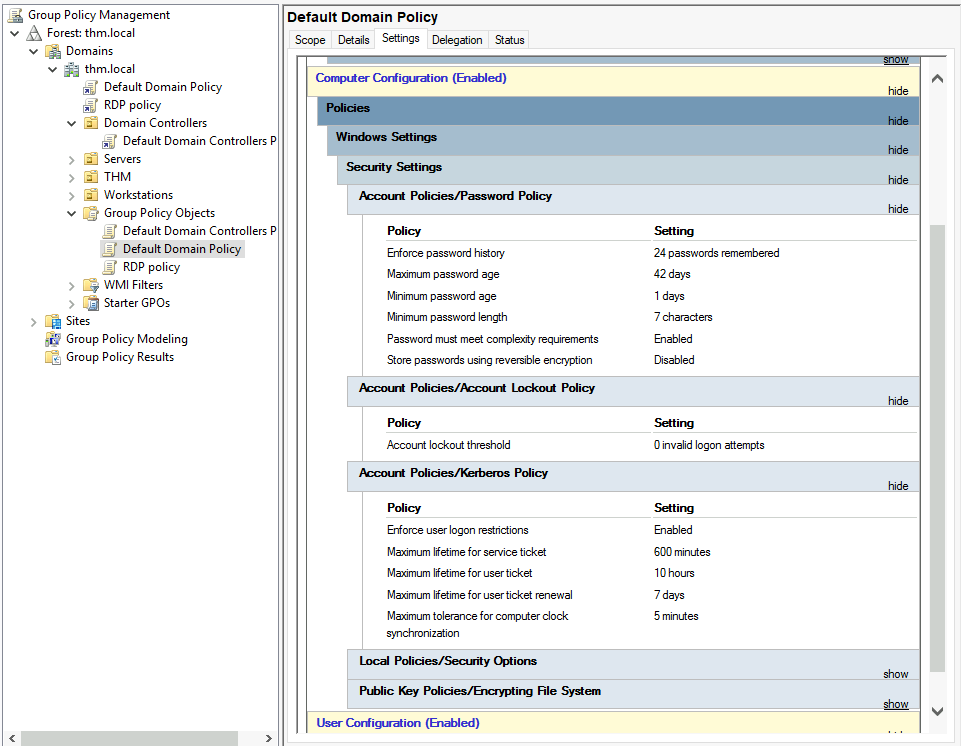 Group Policy Management
Forest: thm.local
Domains
thm.local
Default Domain Policy
RDP policy
Domain Controllers
Default Domain Controllers P
Servers
THM
Workstations
Group Policy Objects
Default Domain Controllers P
Default Domain Policy
RDP policy
WMI Filters
Starter GPOs
Sites
Group Policy Modeling
Group Policy Results
Default Domain Policy
Scope Details Settings Delegation Status
show
Computer Configuration (Enabled)
hide
Policies
hide
Windows Settings
hide
Security Settings
hide
Account Policies/Password Policy
hide
Policy Setting
Enforce password history 24 passwords remembered
Maximum password age 42 days
Minimum password age 1 days
Minimum password length 7 characters
Password must meet complexity requirements Enabled
Store passwords using reversible encryption Disabled
Account Policies/Account Lockout Policy
hide
Policy Setting
Account lockout threshold 0 invalid logon attempts
Account Policies/Kerberos Policy
hide
Policy Setting
Enforce user logon restrictions Enabled
Maximum lifetime for service ticket 600 minutes
Maximum lifetime for user ticket 10 hours
Maximum lifetime for user ticket renewal 7 days
Maximum tolerance for computer clock 5 minutes
synchronization
Local Policies/Security Options
show
Public Key Policies/Encrypting File System
show
User Configuration (Enabled)